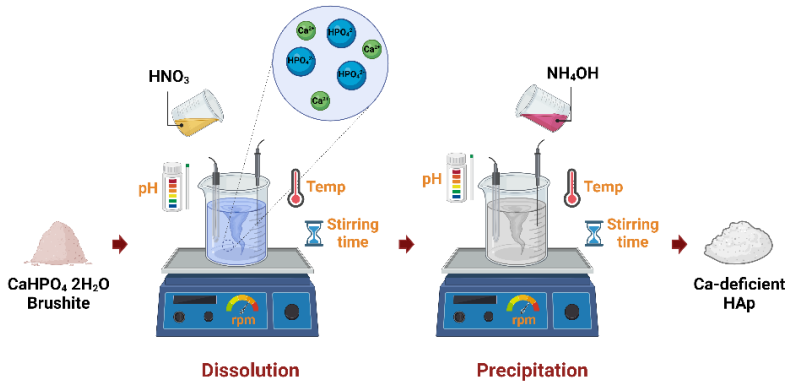 Ca²⁺
HPO₄²⁻
Ca²⁺
HPO₄²⁻
HPO₄²⁻
Ca²⁺
HNO₃
NH₄OH
pH
Temp
Stirring
time
pH
Temp
Stirring
time
CaHPO₄ 2H₂O
Brushite
rpm
rpm
Ca-deficient
HAp
Dissolution
Precipitation